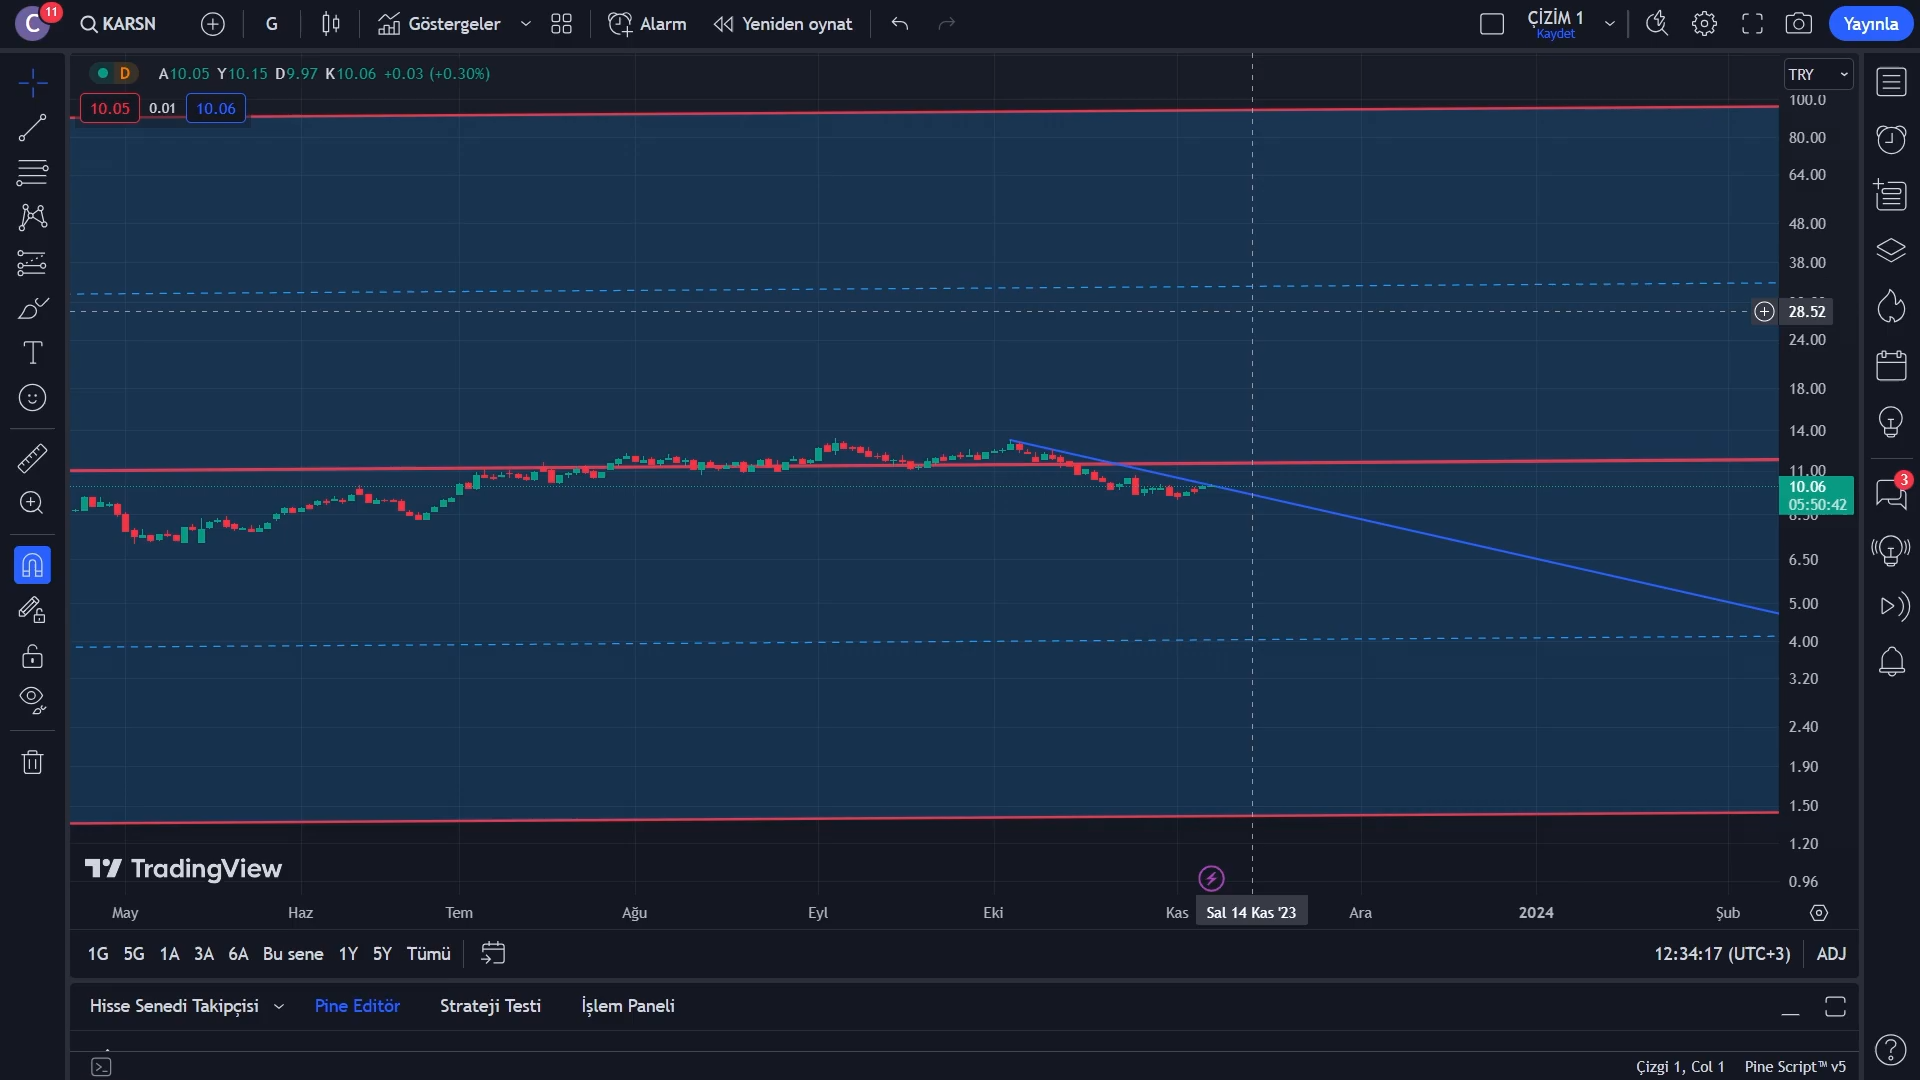 C 11 KARSN G Göstergeler Alarm Yeniden oynat ÇİZİM 1 Yayınla
Kaydet
D A10.05 Y10.15 D9.97 K10.06 +0.03 (+0.30%) TRY
10.05 0.01 10.06
100.0
80.00
64.00
48.00
38.00
28.52
24.00
18.00
14.00
11.00
10.06
05:50:42
6.50
5.00
4.00
3.20
2.40
1.90
1.50
1.20
0.96
3
TradingView
May Haz Tem Ağu Eyl Eki Kas Sal 14 Kas '23 Ara 2024 Şub
1G 5G 1A 3A 6A Bu sene 1Y 5Y Tümü 12:34:17 (UTC+3) ADJ
Hisse Senedi Takipçisi Pine Editör Strateji Testi İşlem Paneli
Çizgi 1, Col 1 Pine Script™ v5